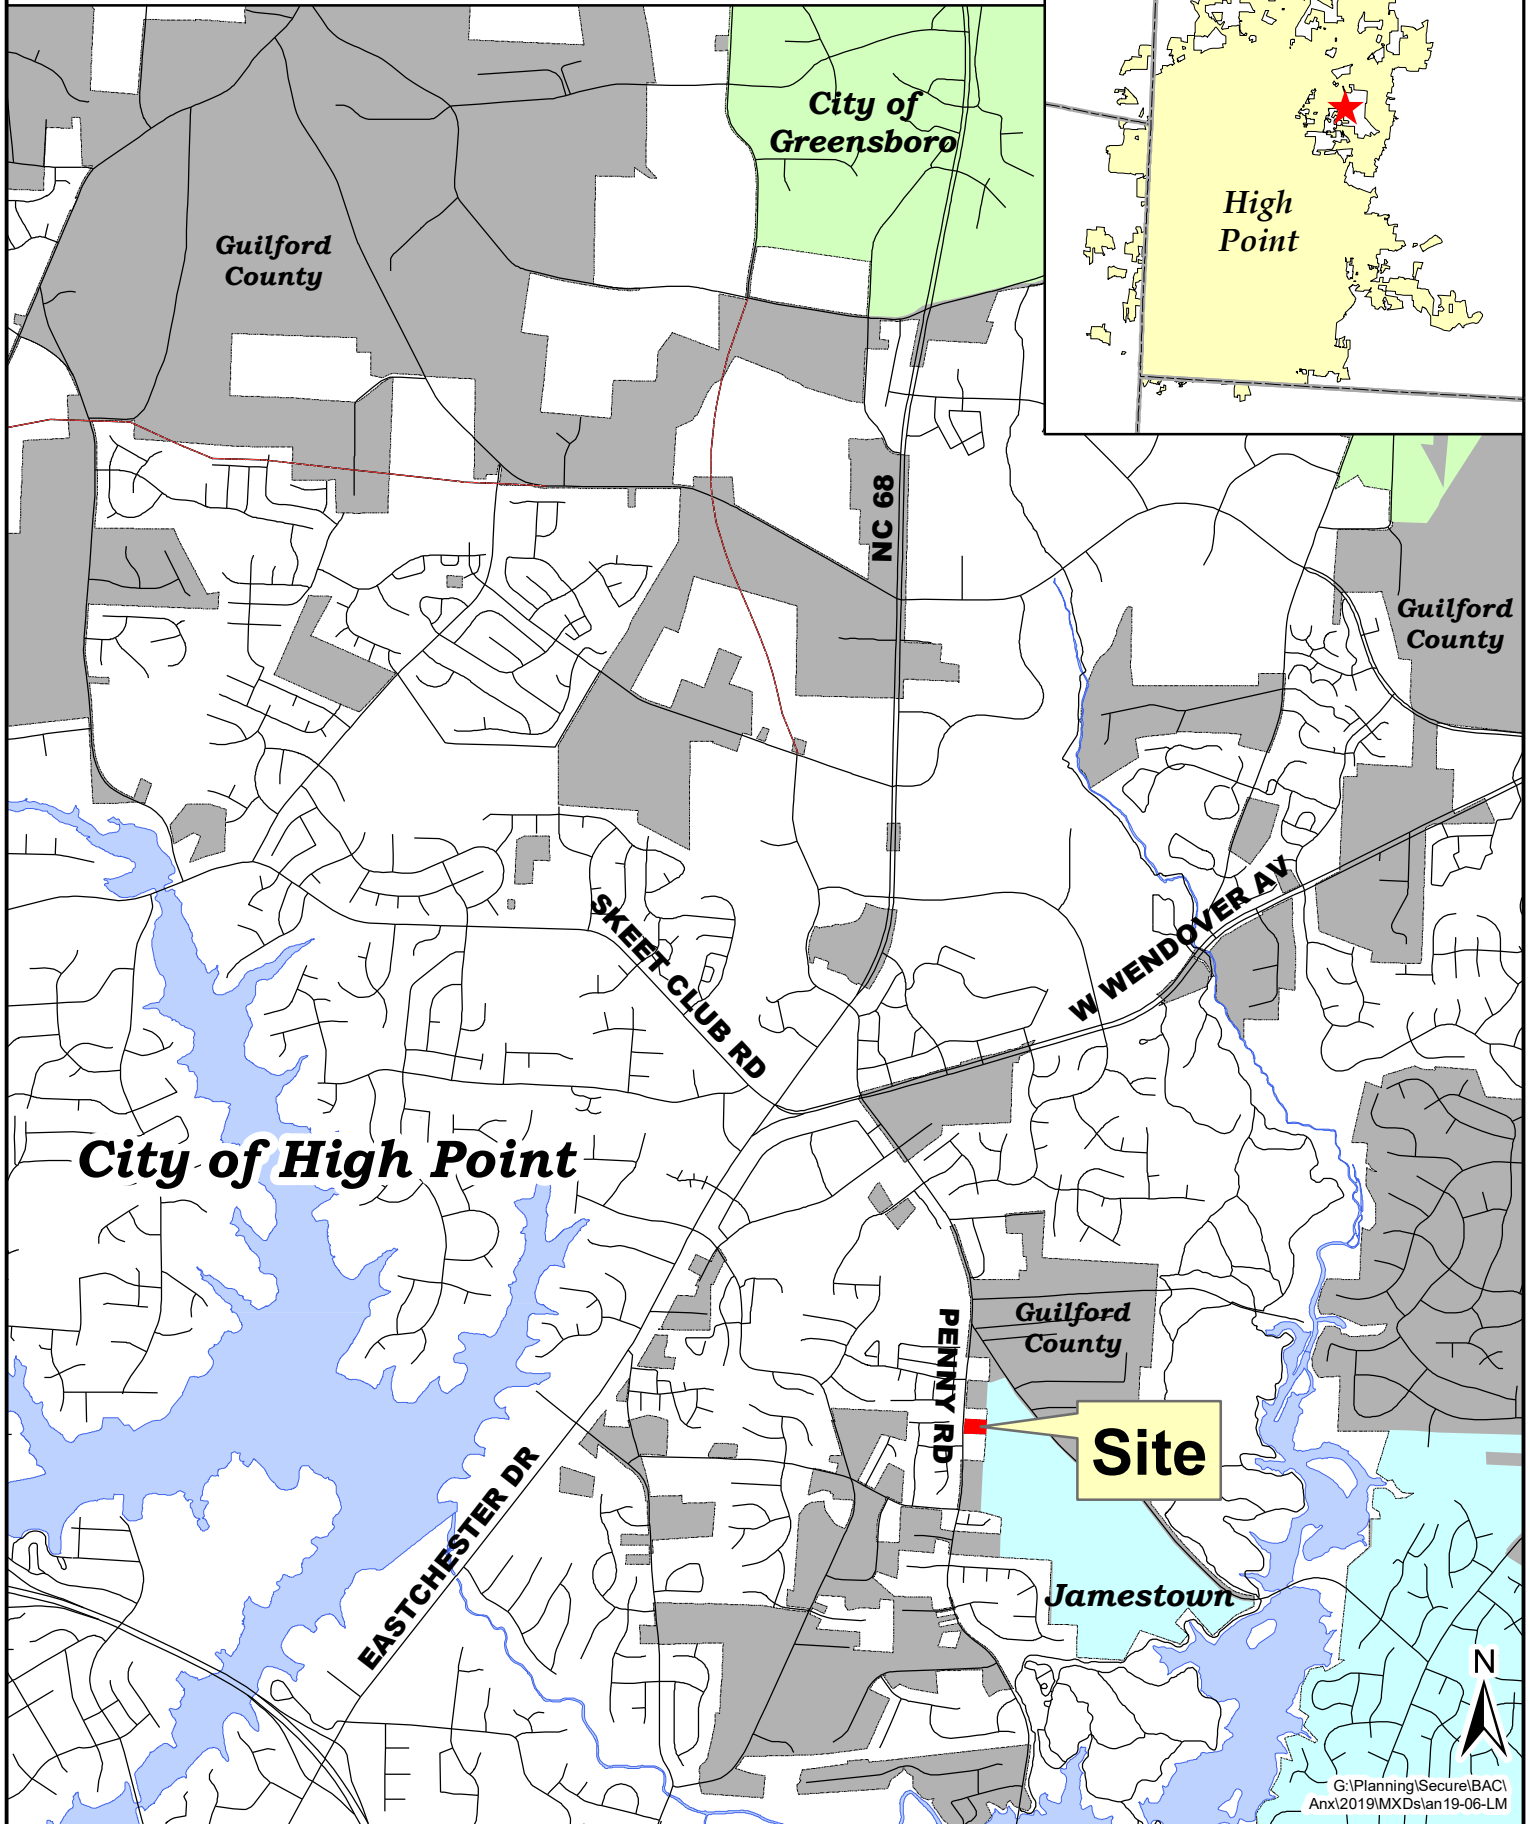 City of
Greensboro
High
Point
Guilford
County
NC 68
Guilford
County
SKEET CLUB RD
W WENDOVER AV
City of High Point
PENNY RD
Guilford
County
Site
EASTCHESTER DR
Jamestown
N
G:\Planning\Secure\BAC\
Anx\2019\MXDs\an19-06-LM